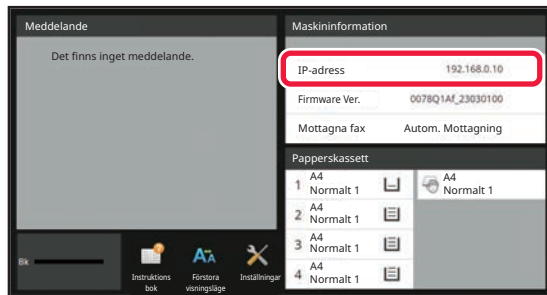 Meddelande
Det finns inget meddelande.
Maskininformation
IP-adress 192.168.0.10
Firmware Ver. 0078Q1Af_23030100
Mottagna fax Autom. Mottagning
Papperskassett
1 A4
Normalt 1
A4
Normalt 1
2 A4
Normalt 1
3 A4
Normalt 1
4 A4
Normalt 1
Bk
Instruktions
bok
Förstora
visningsläge
Inställningar